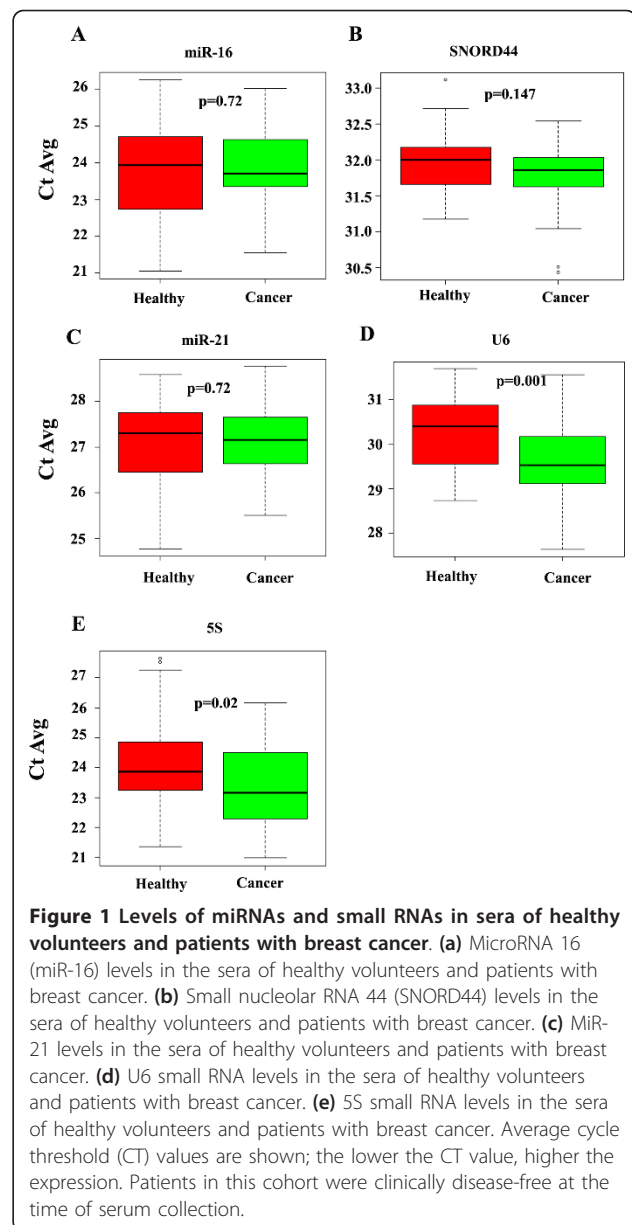 A
miR-16
p=0.72
Ct Avg
26
25
24
23
22
21
Healthy
Cancer
B
SNORD44
p=0.147
33.0
32.5
32.0
31.5
31.0
30.5
Healthy
Cancer
C
miR-21
p=0.72
Ct Avg
28
27
26
25
Healthy
Cancer
D
U6
p=0.001
31
30
29
28
Healthy
Cancer
E
5S
p=0.02
Ct Avg
27
26
25
24
23
22
21
Healthy
Cancer
Figure 1 Levels of miRNAs and small RNAs in sera of healthy
volunteers and patients with breast cancer. (a) MicroRNA 16
(miR-16) levels in the sera of healthy volunteers and patients with
breast cancer. (b) Small nucleolar RNA 44 (SNORD44) levels in the
sera of healthy volunteers and patients with breast cancer. (c) MiR-
21 levels in the sera of healthy volunteers and patients with breast
cancer. (d) U6 small RNA levels in the sera of healthy volunteers
and patients with breast cancer. (e) 5S small RNA levels in the sera
of healthy volunteers and patients with breast cancer. Average cycle
threshold (CT) values are shown; the lower the CT value, higher the
expression. Patients in this cohort were clinically disease-free at the
time of serum collection.